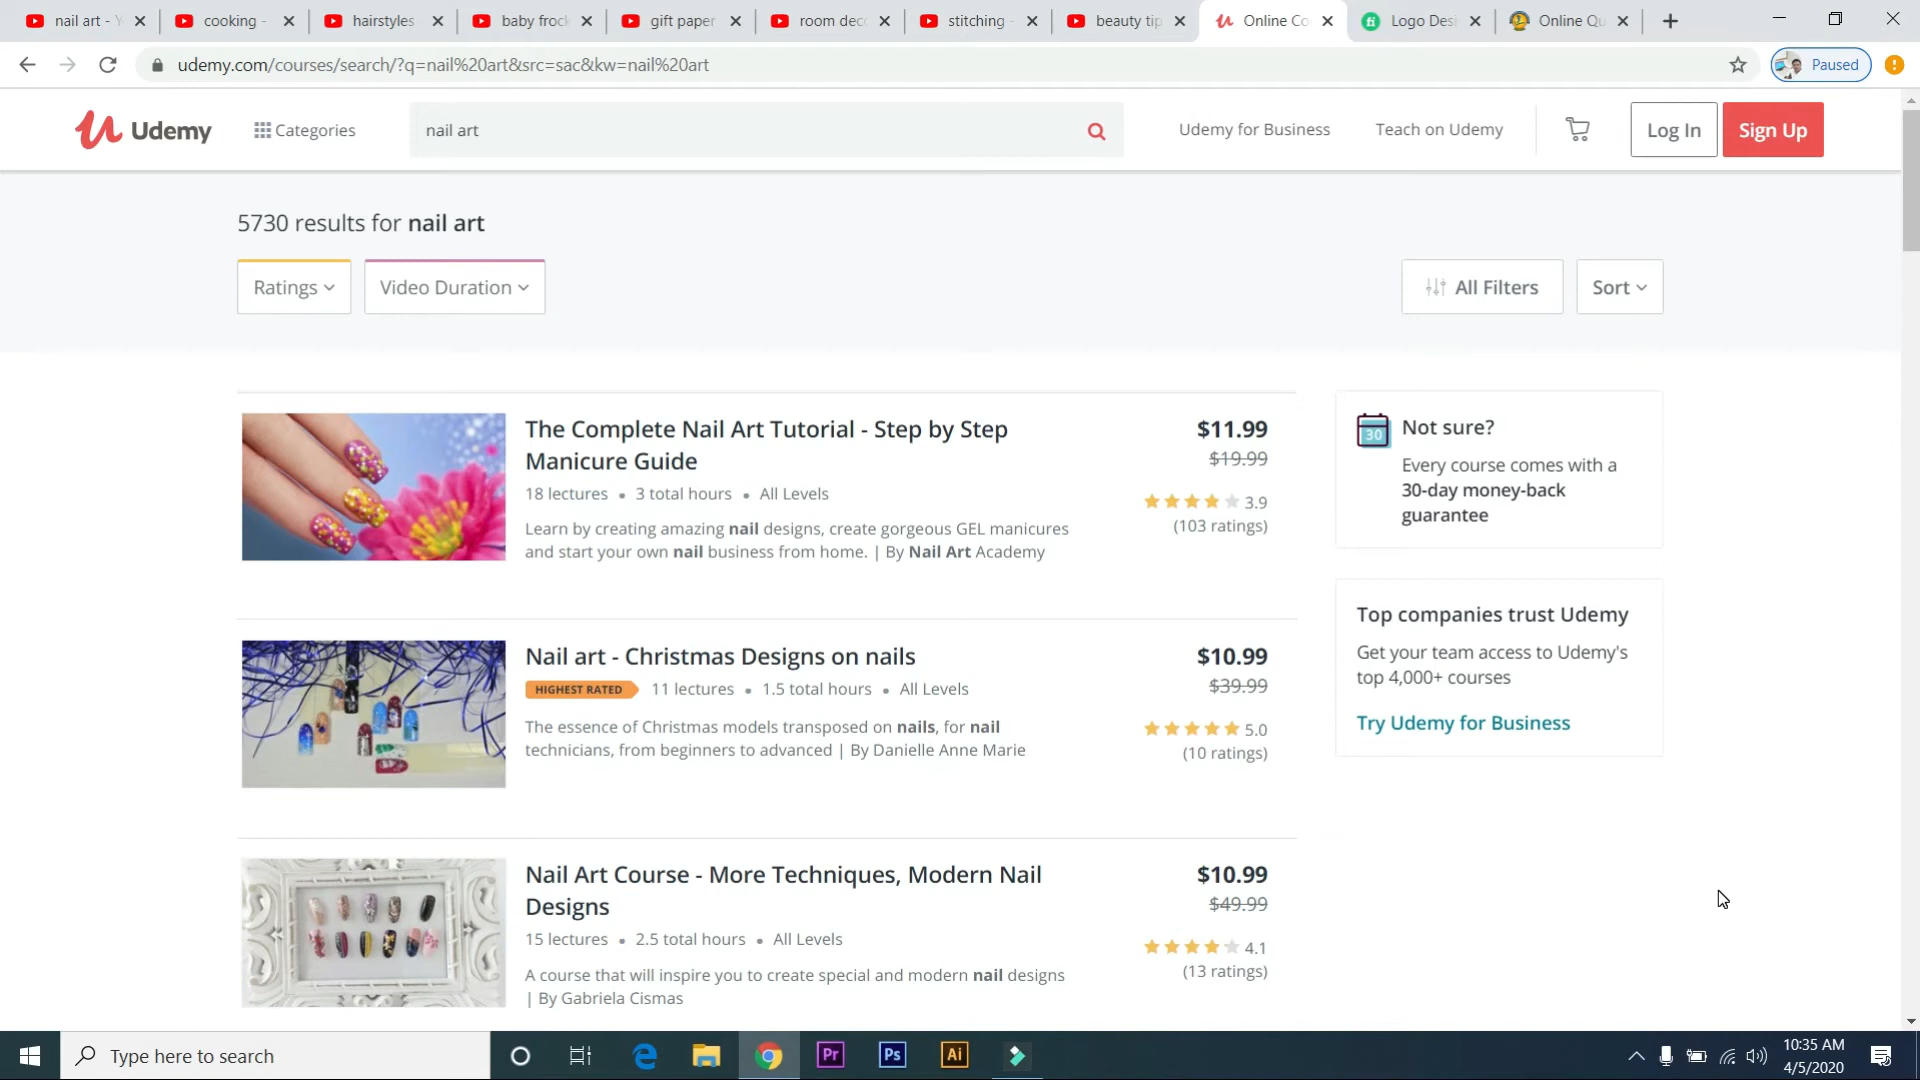 nail art - Y
cooking -
hairstyles
baby frock
gift paper
room deco
stitching -
beauty tip
Online Co
Logo Desi
Online Qu
udemy.com/courses/search/?q=nail%20art&src=sac&kw=nail%20art
Paused
Udemy
Categories
nail art
Udemy for Business
Teach on Udemy
Log In
Sign Up
5730 results for nail art
Ratings
Video Duration
All Filters
Sort
The Complete Nail Art Tutorial - Step by Step
Manicure Guide
18 lectures • 3 total hours • All Levels
Learn by creating amazing nail designs, create gorgeous GEL manicures
and start your own nail business from home. | By Nail Art Academy
$11.99
$19.99
3.9
(103 ratings)
Nail art - Christmas Designs on nails
HIGHEST RATED 11 lectures • 1.5 total hours • All Levels
The essence of Christmas models transposed on nails, for nail
technicians, from beginners to advanced | By Danielle Anne Marie
$10.99
$39.99
5.0
(10 ratings)
Nail Art Course - More Techniques, Modern Nail
Designs
15 lectures • 2.5 total hours • All Levels
A course that will inspire you to create special and modern nail designs
| By Gabriela Cismas
$10.99
$49.99
4.1
(13 ratings)
30
Not sure?
Every course comes with a
30-day money-back
guarantee
Top companies trust Udemy
Get your team access to Udemy's
top 4,000+ courses
Try Udemy for Business
Type here to search
Pr
Ps
Ai
10:35 AM
4/5/2020